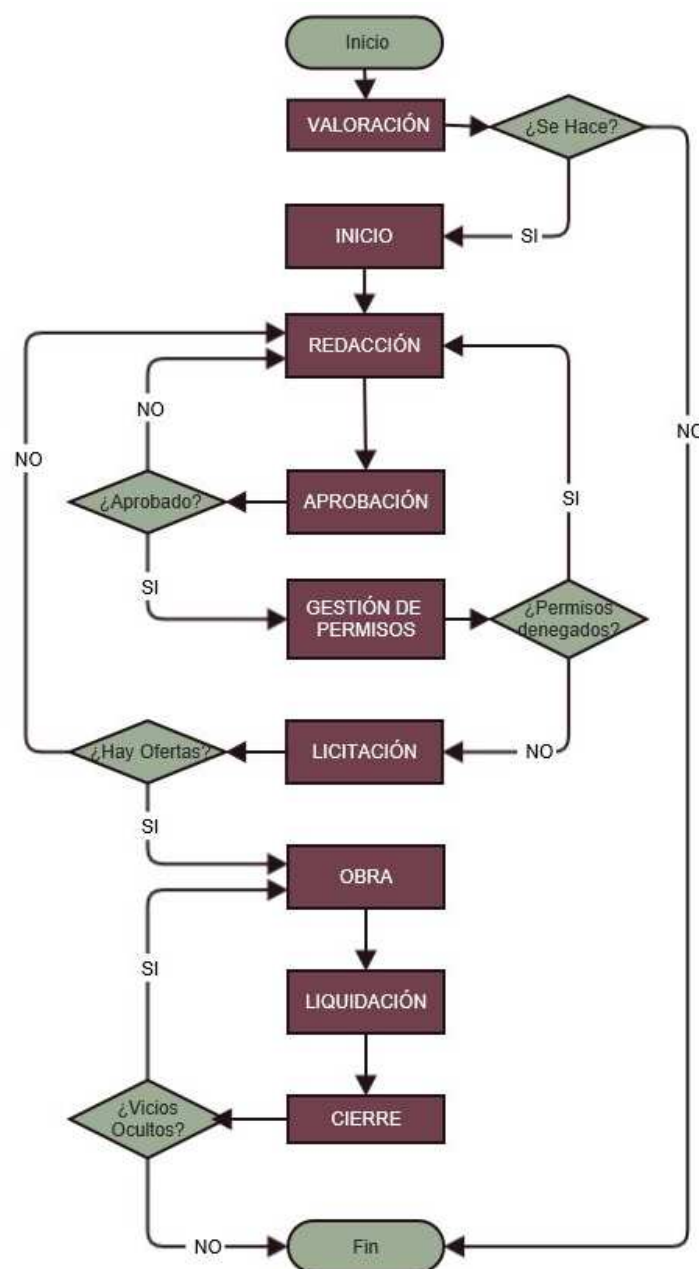 Inicio
VALORACIÓN
¿Se Hace?
INICIO
SI
REDACCIÓN
NO
NO
NO
¿Aprobado?
APROBACIÓN
SI
SI
GESTIÓN DE
PERMISOS
¿Permisos
denegados?
¿Hay Ofertas?
LICITACIÓN
NO
SI
OBRA
SI
LIQUIDACIÓN
¿Vicios
Ocultos?
CIERRE
NO
Fin